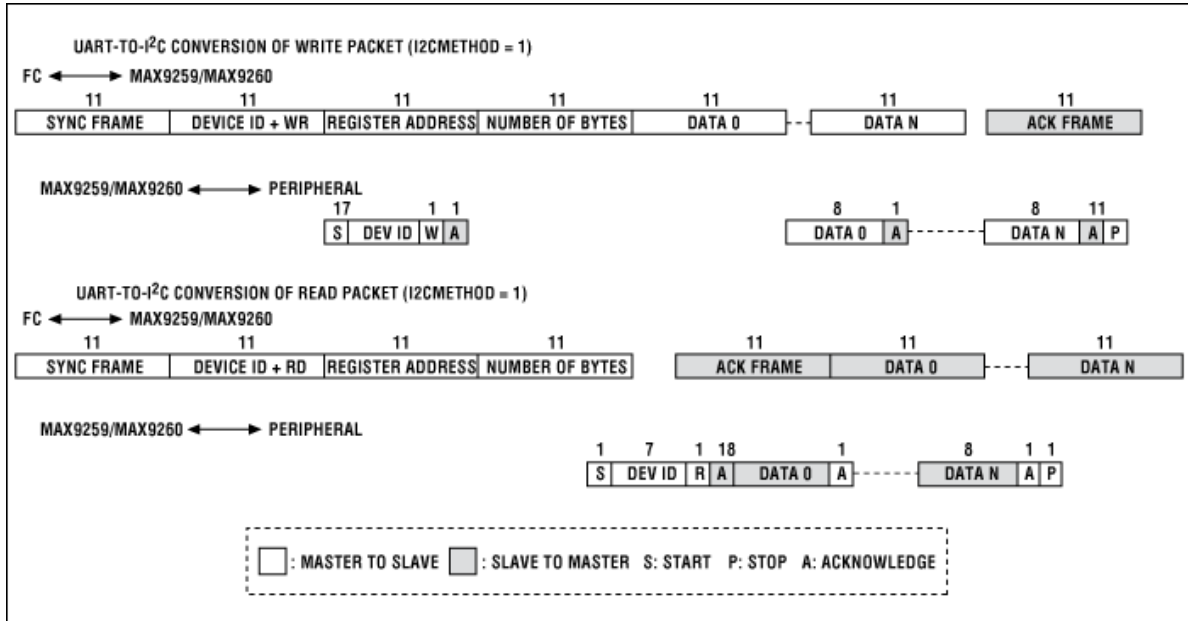 UART-TO-I²C CONVERSION OF WRITE PACKET (I2CMETHOD = 1)
FC MAX9259/MAX9260
11 11 11 11 11 11 11
SYNC FRAME DEVICE ID + WR REGISTER ADDRESS NUMBER OF BYTES DATA 0 DATA N ACK FRAME
MAX9259/MAX9260 PERIPHERAL
17 1 1 8 1 8 11
S DEV ID W A DATA 0 A DATA N A P
UART-TO-I²C CONVERSION OF READ PACKET (I2CMETHOD = 1)
FC MAX9259/MAX9260
11 11 11 11 11 11 11
SYNC FRAME DEVICE ID + RD REGISTER ADDRESS NUMBER OF BYTES ACK FRAME DATA 0 DATA N
MAX9259/MAX9260 PERIPHERAL
1 7 1 18 1 8 1 1
S DEV ID R A DATA 0 A DATA N A P
: MASTER TO SLAVE : SLAVE TO MASTER S: START P: STOP A: ACKNOWLEDGE